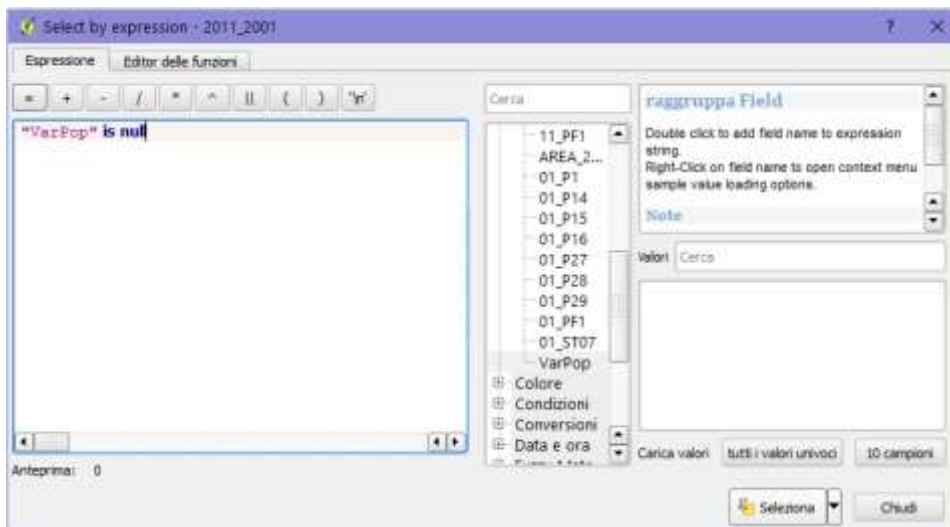 Select by expression - 2011_2001
?
Espressione
Editor delle funzioni
= + - / * ^ || ( ) '\n'
"VarPop" is null
Anteprima: 0
Cerca
11_PF1
AREA_2...
01_P1
01_P14
01_P15
01_P16
01_P27
01_P28
01_P29
01_PF1
01_ST07
VarPop
Colore
Condizioni
Conversioni
Data e ora
raggruppa Field
Double click to add field name to expression
string.
Right-Click on field name to open context menu
sample value loading options.
Note
Valori Cerca
Carica valori tutti i valori univoci 10 campioni
Seleziona Chiudi